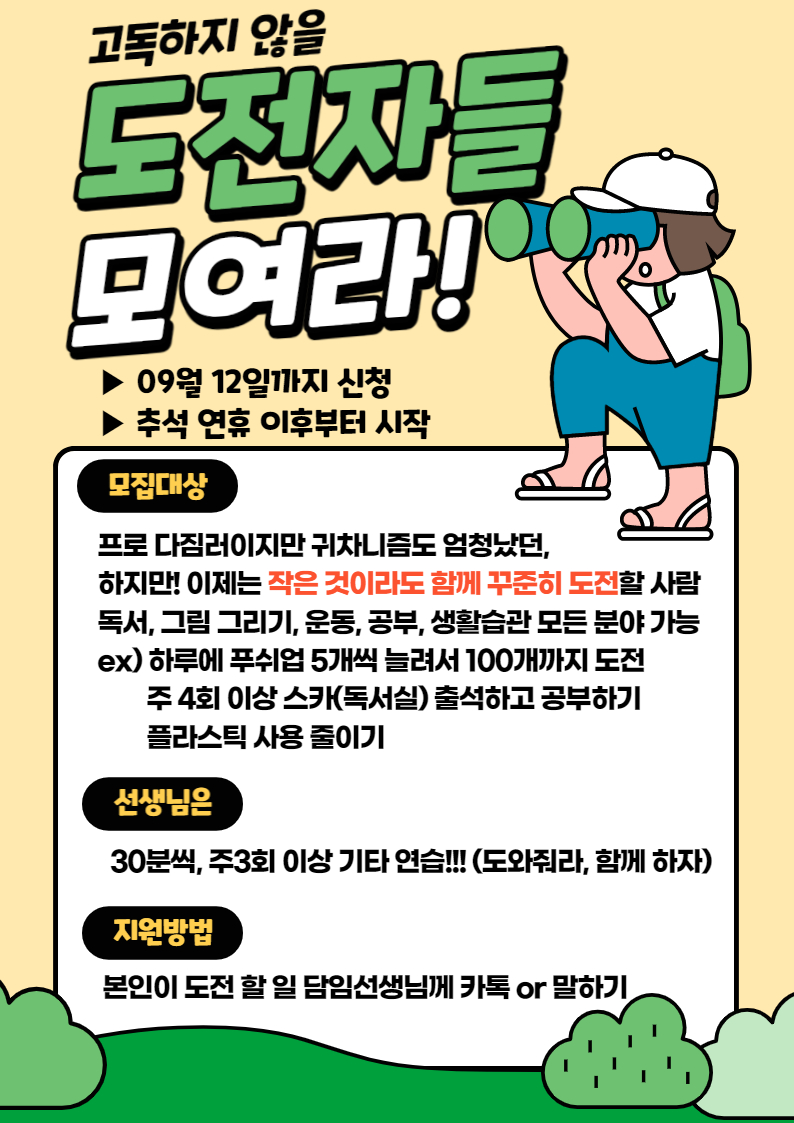 고독하지 않을
도전자들
모여라!
▶ 09월 12일까지 신청
▶ 추석 연휴 이후부터 시작
모집대상
프로 다짐러이지만 귀차니즘도 엄청났던,
하지만! 이제는 작은 것이라도 함께 꾸준히 도전할 사람
독서, 그림 그리기, 운동, 공부, 생활습관 모든 분야 가능
ex) 하루에 푸쉬업 5개씩 늘려서 100개까지 도전
주 4회 이상 스카(독서실) 출석하고 공부하기
플라스틱 사용 줄이기
선생님은
30분씩, 주3회 이상 기타 연습!!! (도와줘라, 함께 하자)
지원방법
본인이 도전 할 일 담임선생님께 카톡 or 말하기